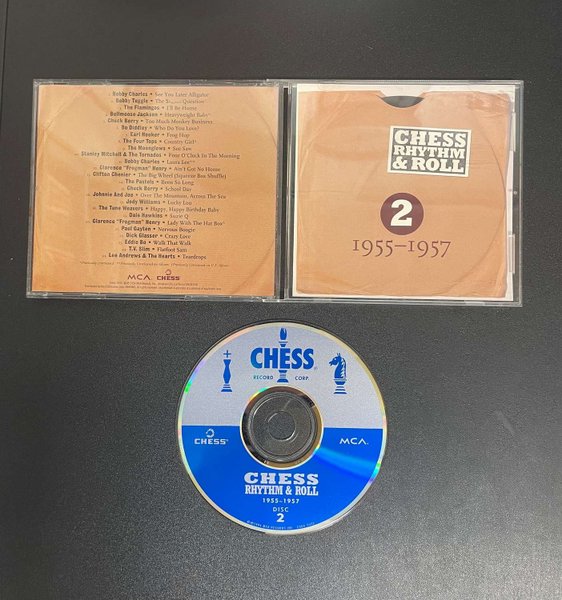 Bobby Charles • See You Later Alligator
Bobby Tuggle • The $64,000 Question
The Flamingos • I'll Be Home
Bullmoose Jackson • Heavyweight Baby
Chuck Berry • Too Much Monkey Business
Bo Diddley • Who Do You Love?
Earl Hooker • Frog Hop
The Four Tops • Country Girl
The Moonglows • See Saw
Stanley Mitchell & The Tornados • Four O'Clock In The Morning
Bobby Charles • Laura Lee
Clarence "Frogman" Henry • Ain't Got No Home
Clifton Chenier • The Big Wheel (Squeeze Box Shuffle)
The Pastels • Been So Long
Chuck Berry • School Day
Johnnie And Joe • Over The Mountain, Across The Sea
Jody Williams • Lucky Lou
The Tune Weavers • Happy, Happy Birthday Baby
Dale Hawkins • Suzie Q
Clarence "Frogman" Henry • Lady With The Hat Box
Paul Gayten • Nervous Boogie
Dick Glasser • Crazy Love
Eddie Bo • Walk That Walk
T.V. Slim • Flatfoot Sam
Lee Andrews & The Hearts • Teardrops
MCA. CHESS
CHESS
RHYTHM
& ROLL
2
1955–1957
CHESS
RECORD CORP.
CHESS
MCA.
CHESS
RHYTHM & ROLL
1955–1957
DISC
2